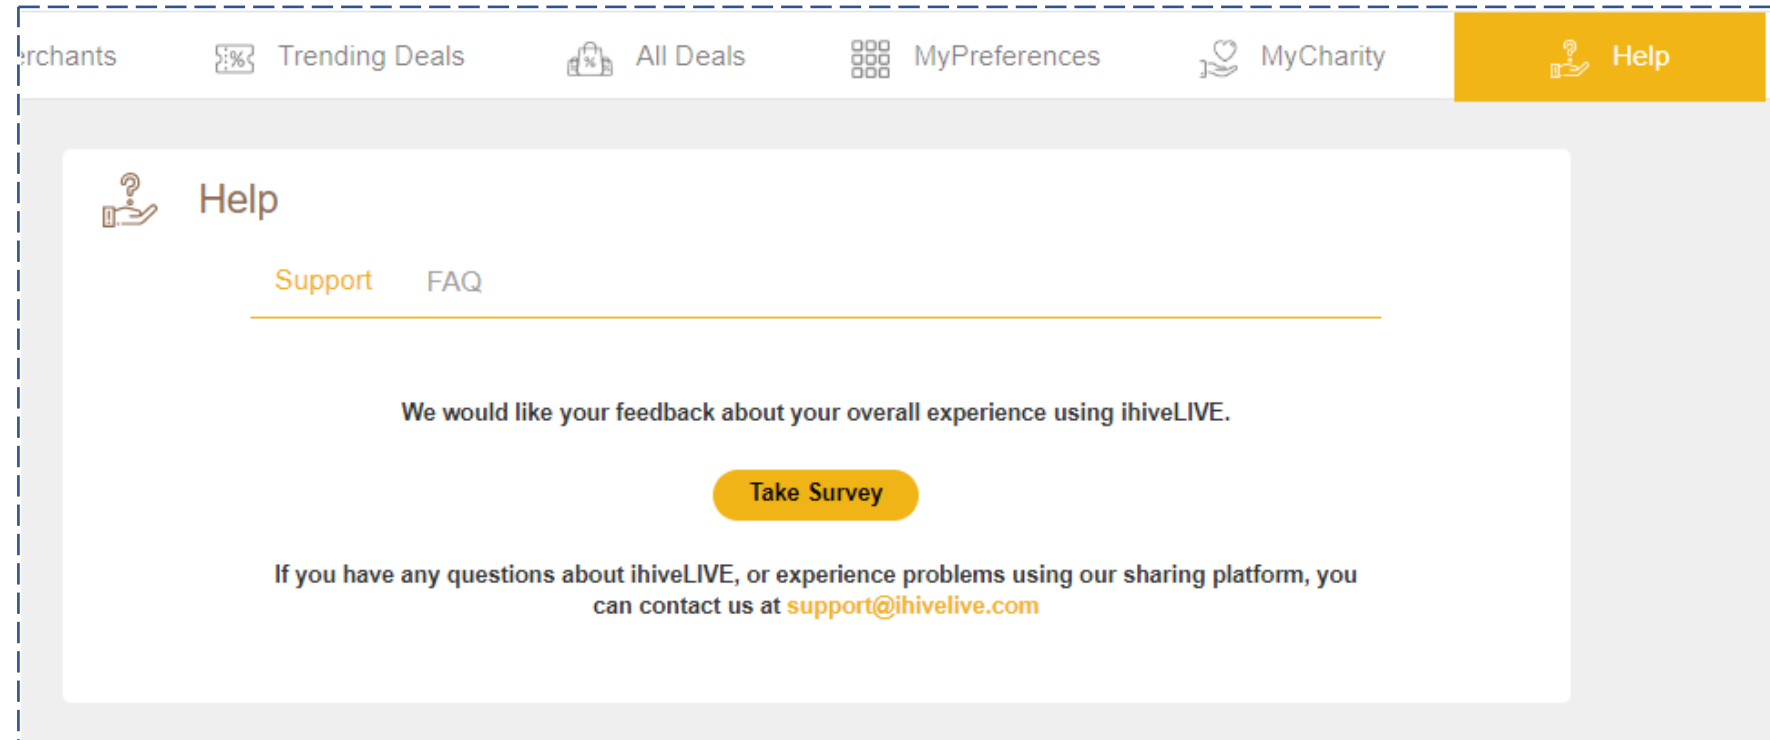 erchants Trending Deals All Deals MyPreferences MyCharity Help
Help
Support FAQ
We would like your feedback about your overall experience using ihiveLIVE.
Take Survey
If you have any questions about ihiveLIVE, or experience problems using our sharing platform, you
can contact us at support@ihivelive.com